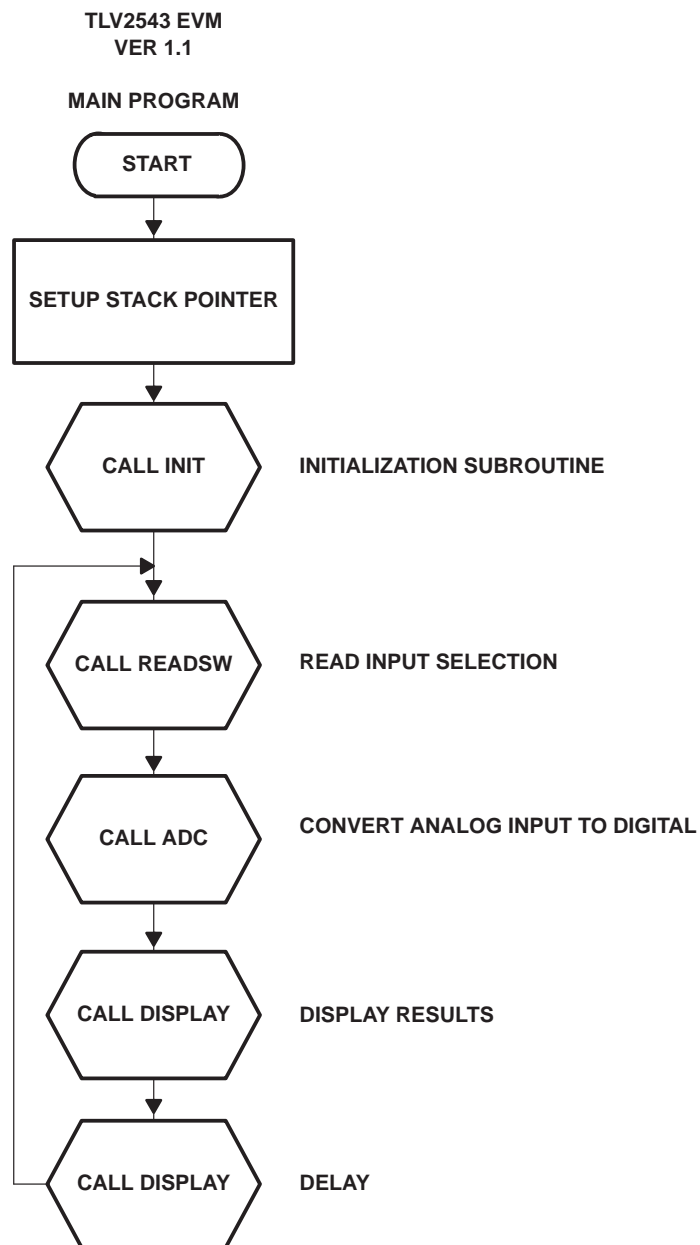 TLV2543 EVM
VER 1.1
MAIN PROGRAM
START
SETUP STACK POINTER
CALL INIT
INITIALIZATION SUBROUTINE
CALL READSW
READ INPUT SELECTION
CALL ADC
CONVERT ANALOG INPUT TO DIGITAL
CALL DISPLAY
DISPLAY RESULTS
CALL DISPLAY
DELAY